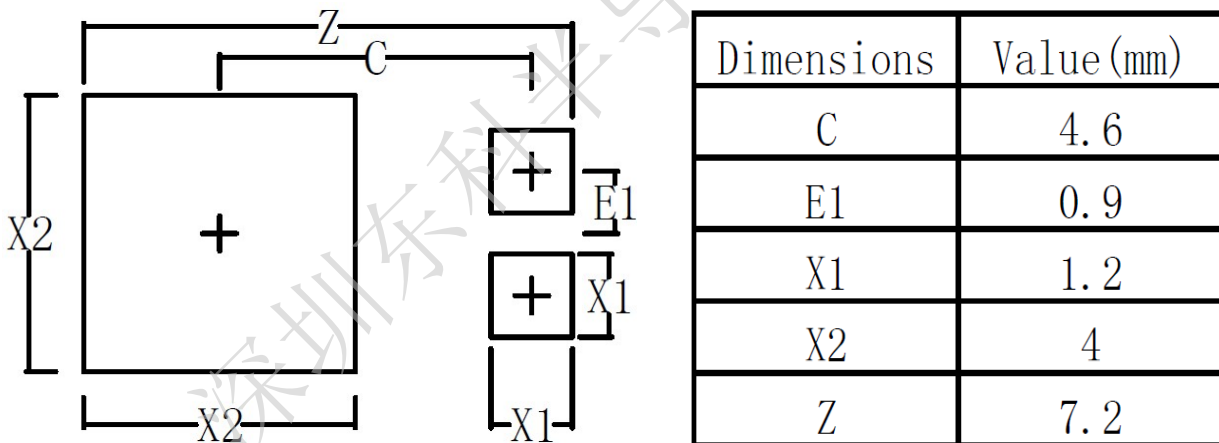 Z
C
X2
E1
X1
X2
X1
Dimensions Value(mm)
C 4.6
E1 0.9
X1 1.2
X2 4
Z 7.2
深圳东科半导